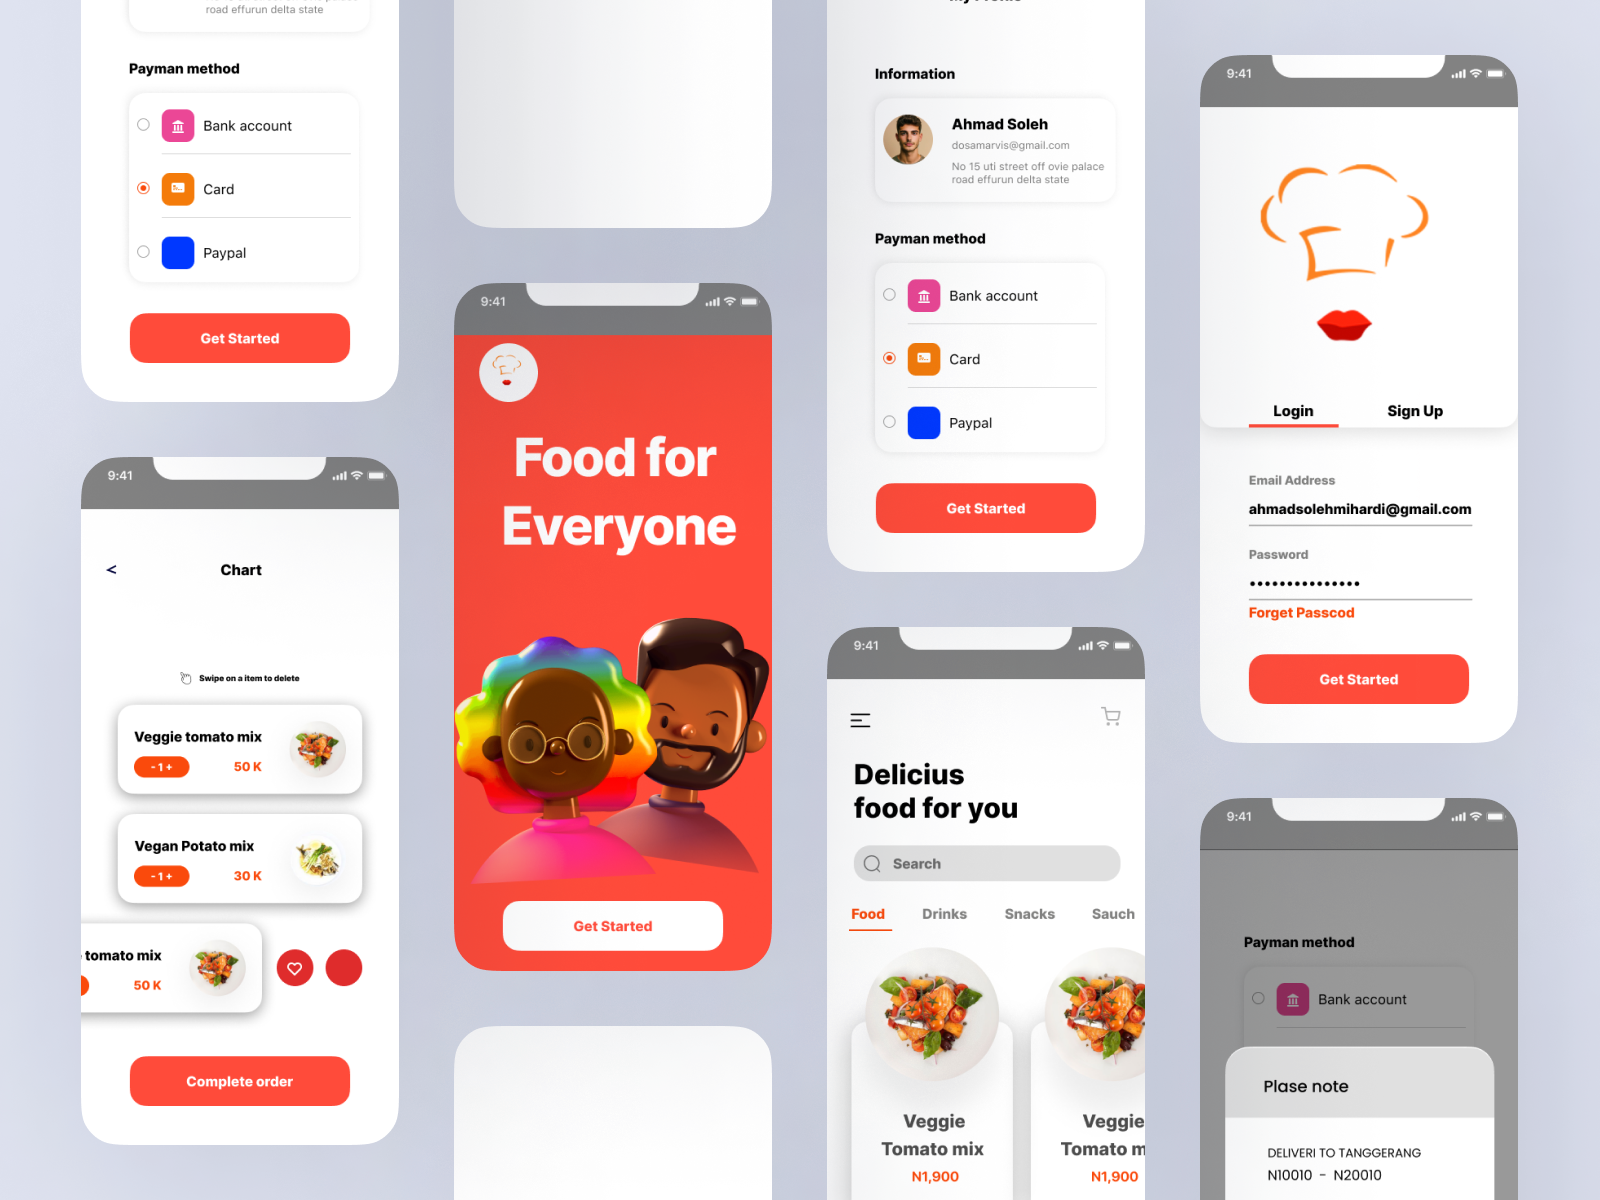 road effurun delta state
Payman method
Bank account
Card
Paypal
Get Started
9:41
<
Chart
Swipe on a item to delete
Veggie tomato mix
- 1 +
50 K
Vegan Potato mix
- 1 +
30 K
tomato mix
50 K
Complete order
9:41
Food for
Everyone
Get Started
Information
Ahmad Soleh
dosamarvis@gmail.com
No 15 uti street off ovie palace
road effurun delta state
Payman method
Bank account
Card
Paypal
Get Started
9:41
Delicius
food for you
Search
Food Drinks Snacks Sauch
Veggie
Tomato mix
N1,900
Veggie
Tomato m
N1,900
9:41
Login Sign Up
Email Address
ahmadsolehmihardi@gmail.com
Password
Forget Passcod
Get Started
9:41
Payman method
Bank account
Plase note
DELIVERI TO TANGGERANG
N10010 - N20010